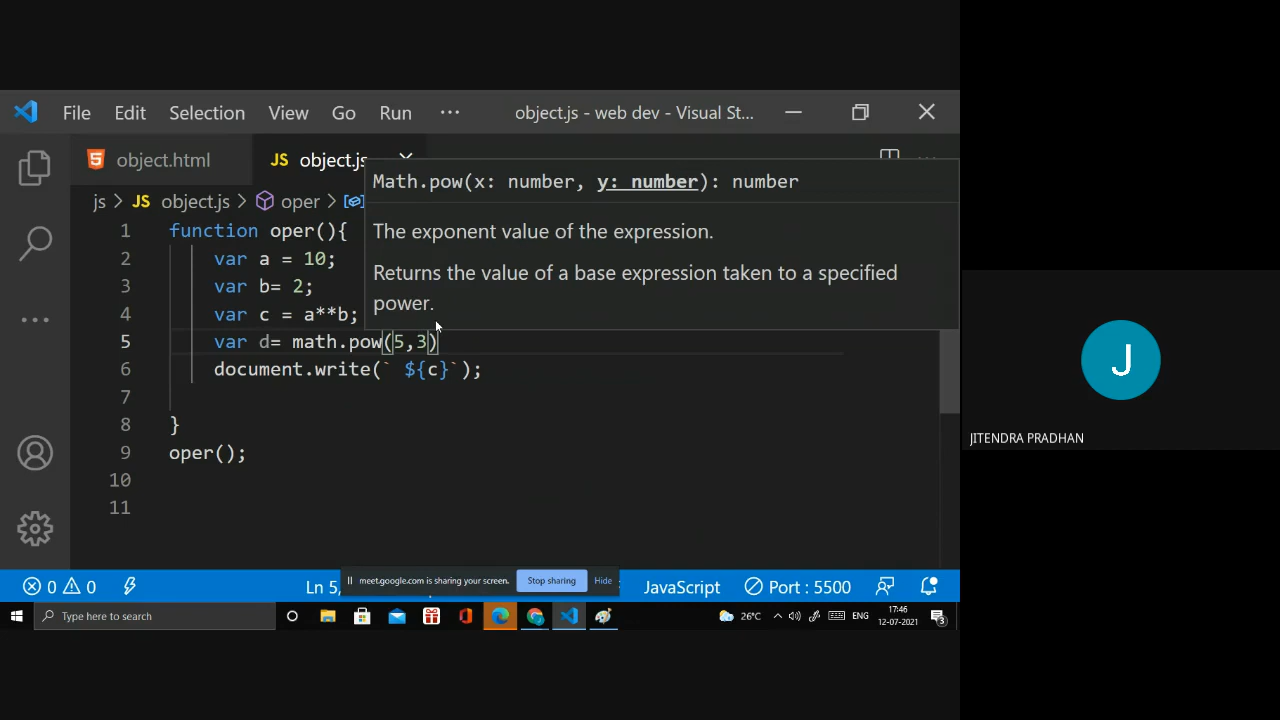 File Edit Selection View Go Run ··· object.js - web dev - Visual St...
object.html JS object.js
Math.pow(x: number, y: number): number
js > JS object.js > oper >
The exponent value of the expression.
Returns the value of a base expression taken to a specified
power.
1 function oper(){
2 var a = 10;
3 var b= 2;
4 var c = a**b;
5 var d= math.pow(5,3)
6 document.write(` ${c}`);
7
8 }
9 oper();
10
11
J
JITENDRA PRADHAN
0 0 Ln 5, meet.google.com is sharing your screen. Stop sharing Hide JavaScript Port : 5500
Type here to search 26°C ENG 17:46
12-07-2021 3